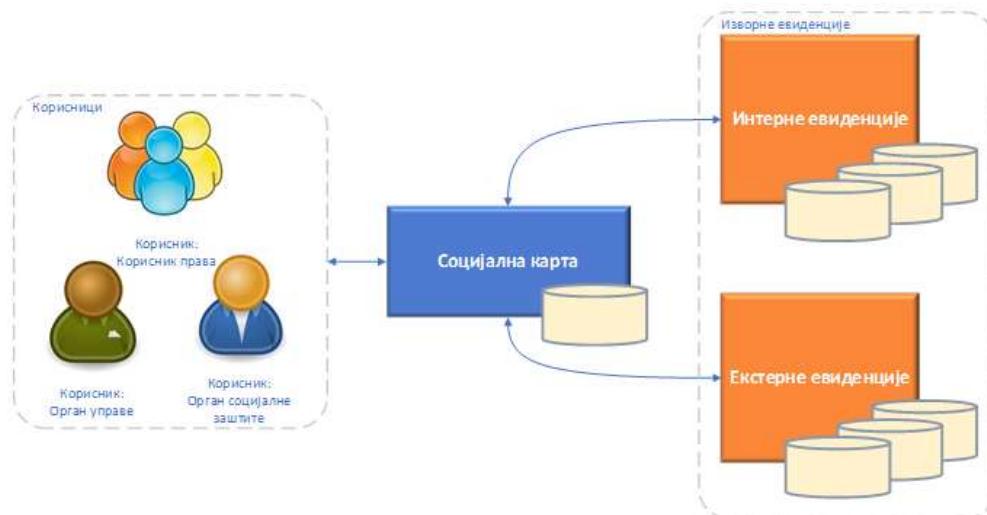 Корисници
Корисник:
Корисник права
Корисник:
Орган управе
Корисник:
Орган социјалне
заштите
Социјална карта
Изворне евиденције
Интерне евиденције
Екстерне евиденције